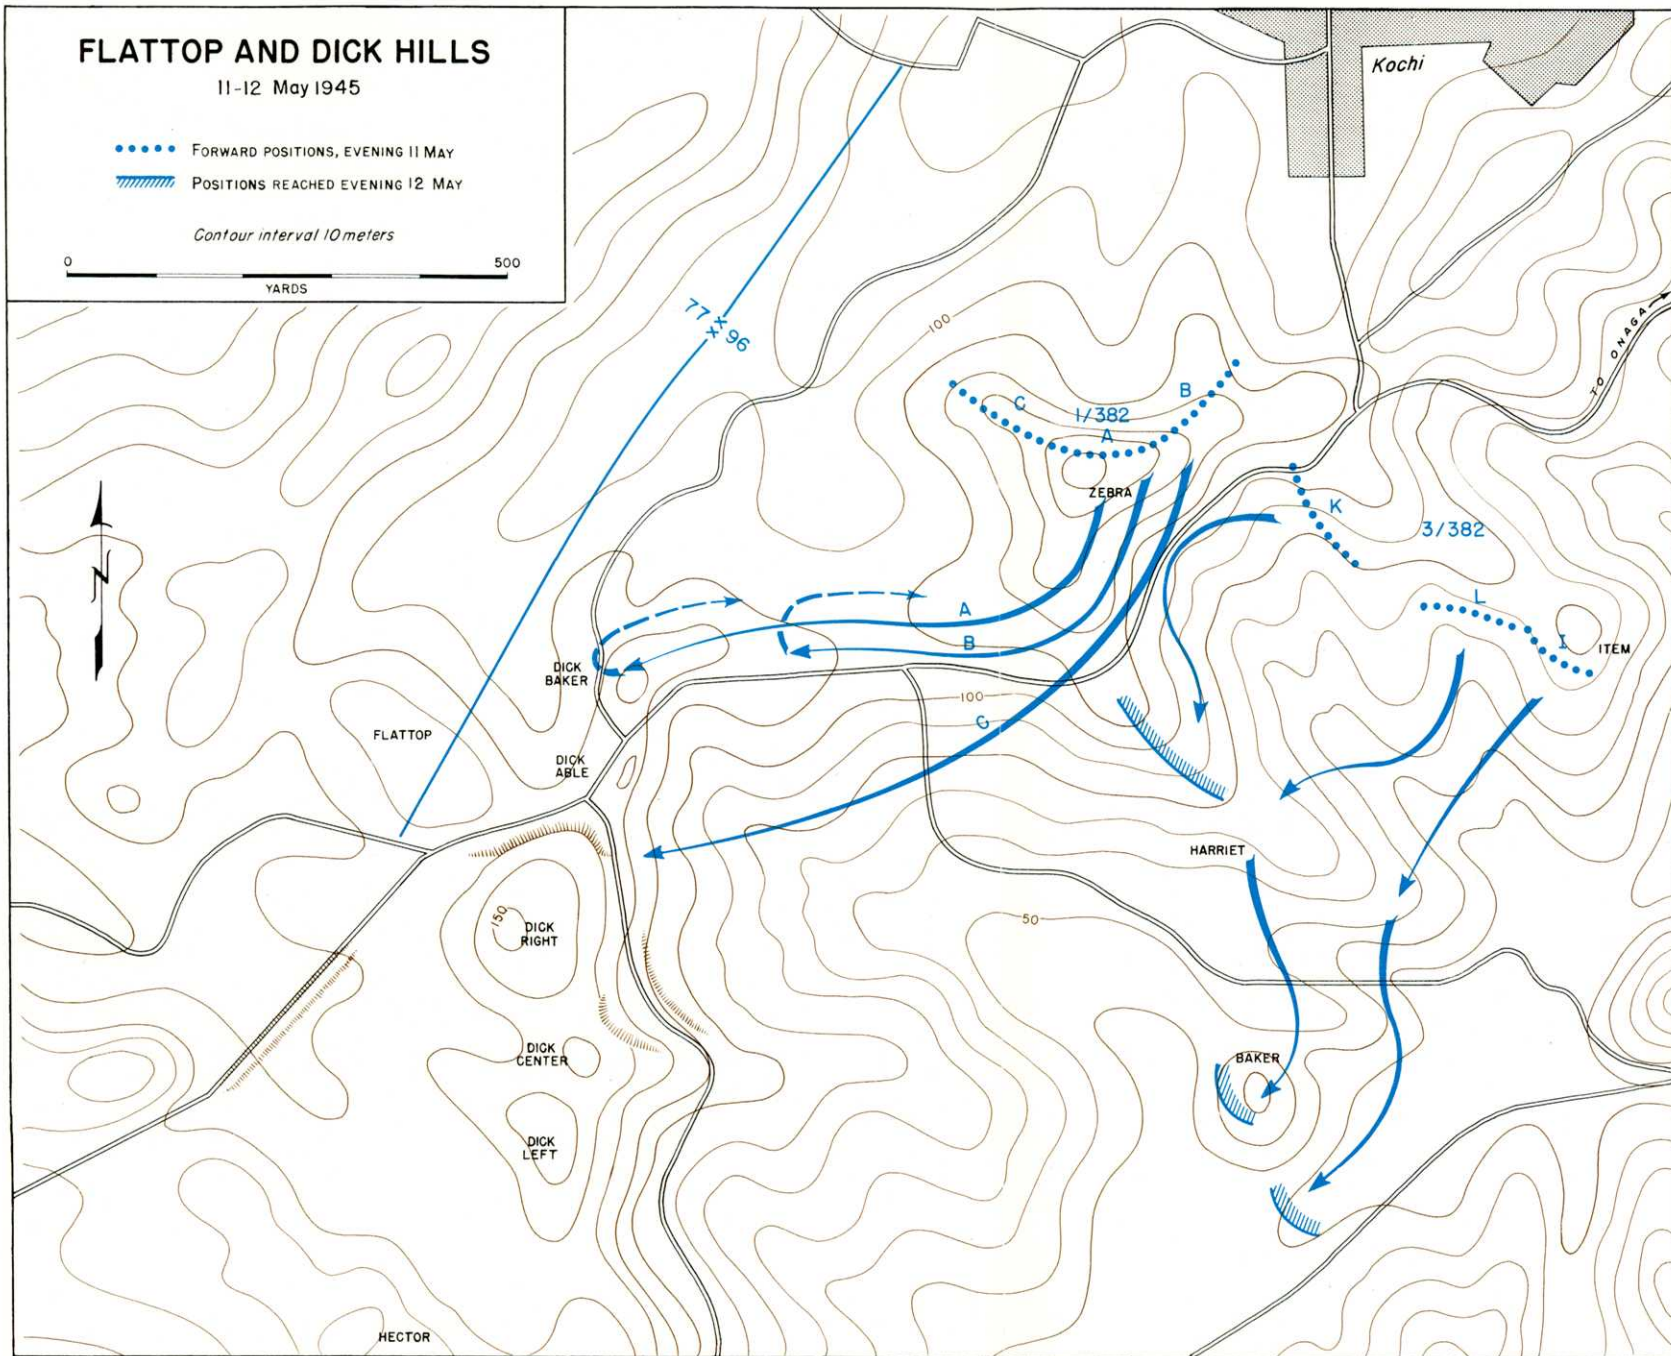 FLATTOP AND DICK HILLS
11-12 May 1945
FORWARD POSITIONS, EVENING 11 MAY
POSITIONS REACHED EVENING 12 MAY
Contour interval 10 meters
0 500
YARDS
Kochi
TO ONAGA
77 XX 96
100
C
1/382
B
A
ZEBRA
K
3/382
N
L
I
ITEM
A
B
DICK
BAKER
100
C
FLATTOP
DICK
ABLE
HARRIET
150
DICK
RIGHT
50
DICK
CENTER
BAKER
DICK
LEFT
HECTOR